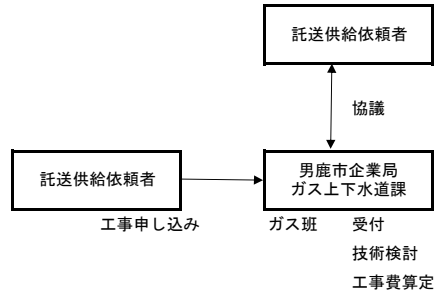 託送供給依頼者
協議
託送供給依頼者
男鹿市企業局
ガス上下水道課
工事申し込み
ガス班
受付
技術検討
工事費算定